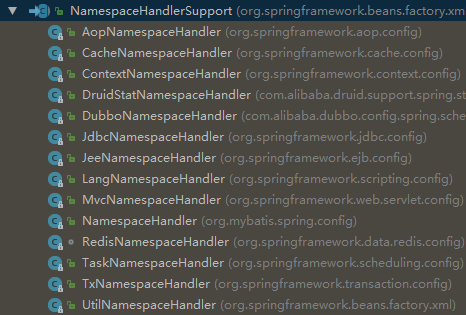 NamespaceHandlerSupport (org.springframework.beans.factory.xm
AopNamespaceHandler (org.springframework.aop.config)
CacheNamespaceHandler (org.springframework.cache.config)
ContextNamespaceHandler (org.springframework.context.config)
DruidStatNamespaceHandler (com.alibaba.druid.support.spring.st
DubboNamespaceHandler (com.alibaba.dubbo.config.spring.sche
JdbcNamespaceHandler (org.springframework.jdbc.config)
JeeNamespaceHandler (org.springframework.ejb.config)
LangNamespaceHandler (org.springframework.scripting.config)
MvcNamespaceHandler (org.springframework.web.servlet.config)
NamespaceHandler (org.mybatis.spring.config)
RedisNamespaceHandler (org.springframework.data.redis.config)
TaskNamespaceHandler (org.springframework.scheduling.config)
TxNamespaceHandler (org.springframework.transaction.config)
UtilNamespaceHandler (org.springframework.beans.factory.xml)